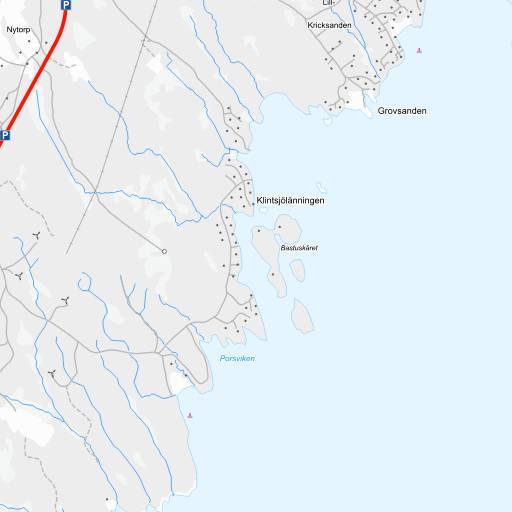 P
Lill-
Kricksanden
Nytorp
Grovsanden
P
Klintsjölänningen
Bastuskäret
Porsviken